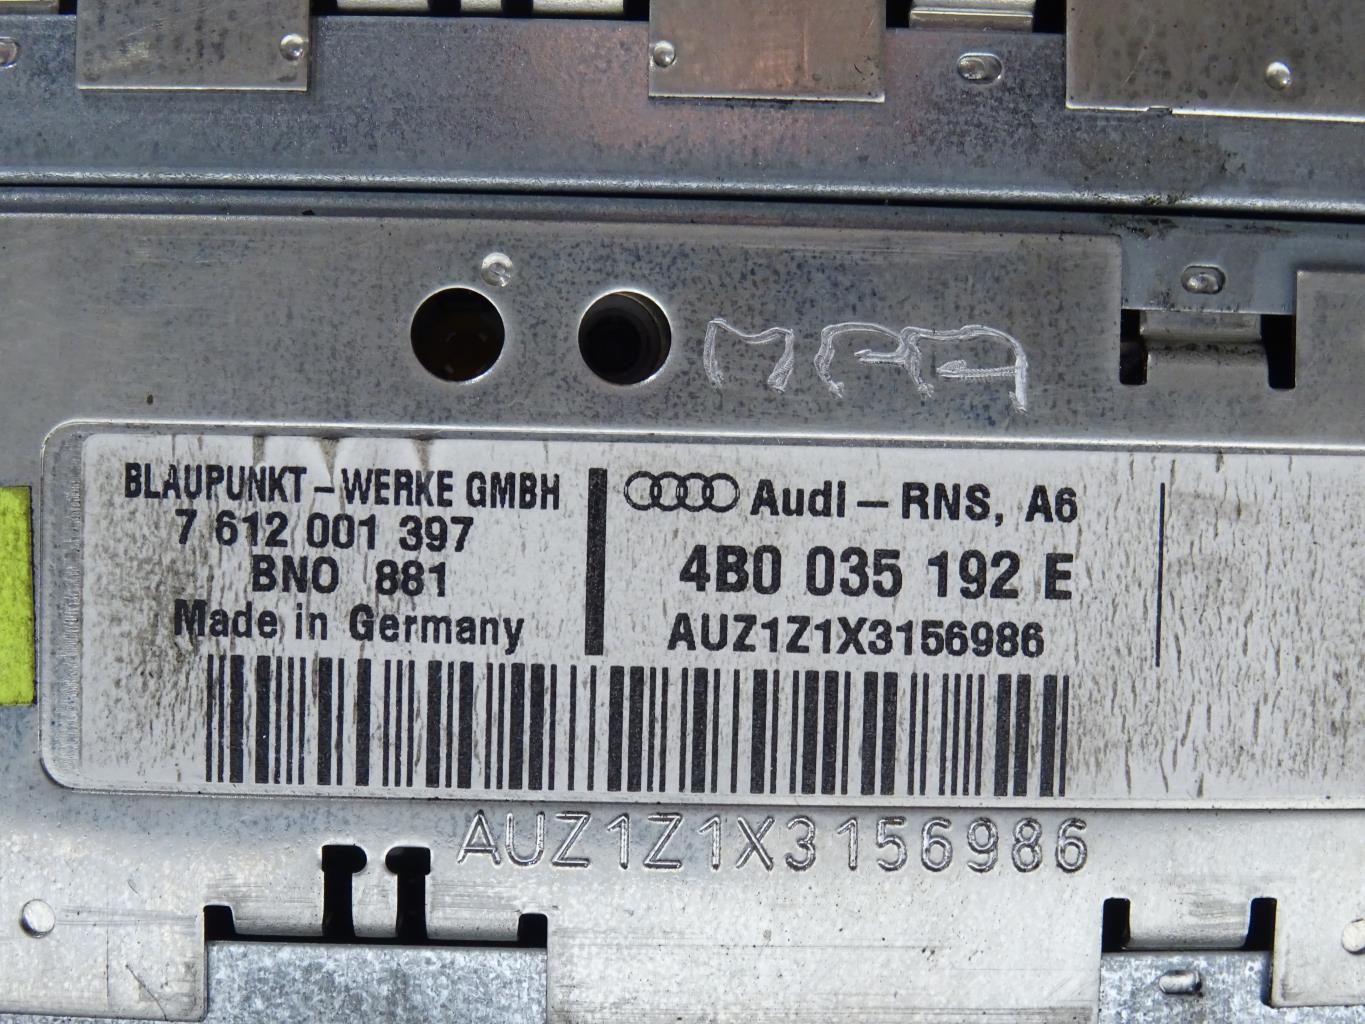 BLAUPUNKT - WERKE GMBH
7 612 001 397
BNO 881
Made in Germany
Audi - RNS, A6
4B0 035 192 E
AUZ1Z1X3156986
AUZ1Z1X3156986